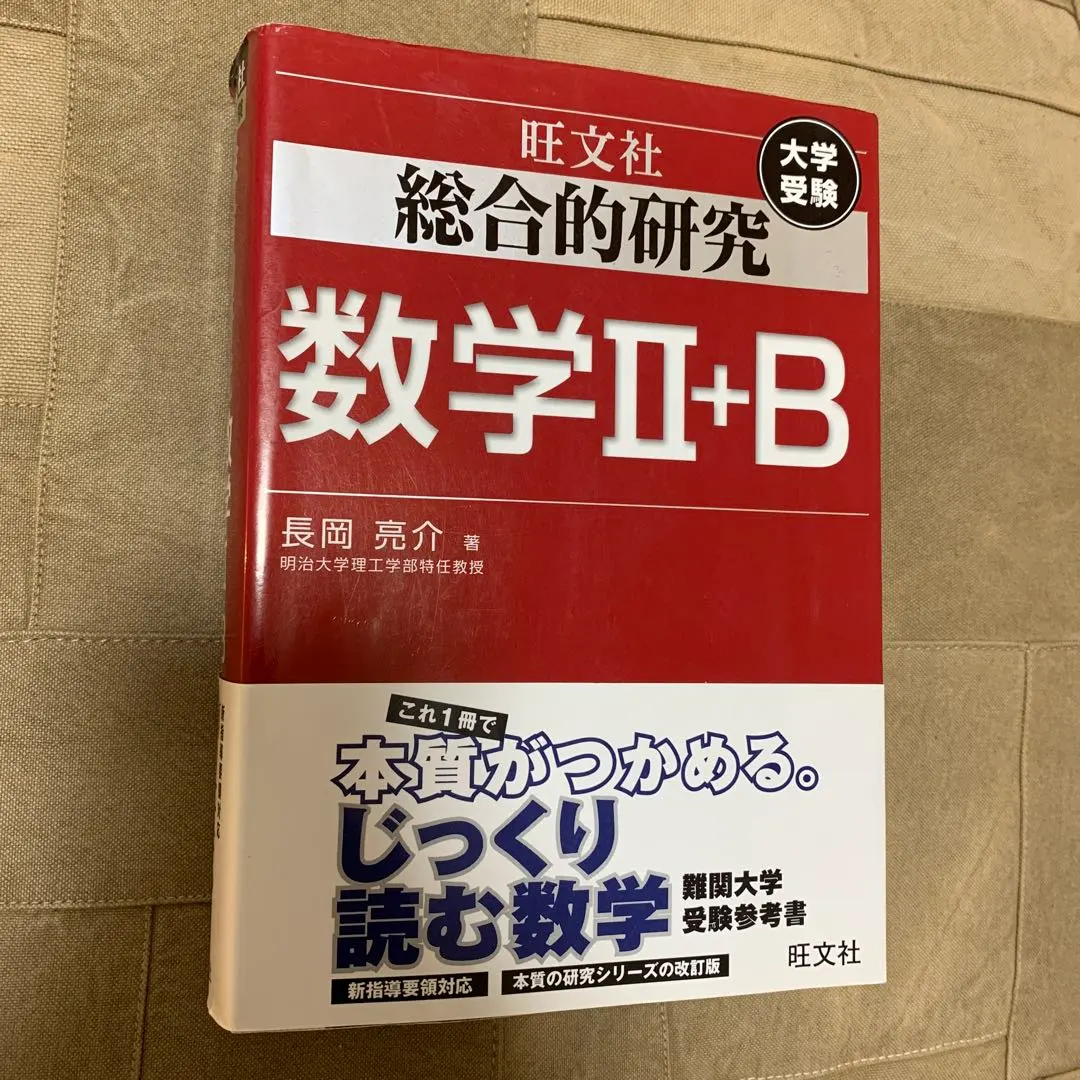 旺文社
大学
受験
総合的研究
数学Ⅱ+B
長岡 亮介 著
明治大学理工学部特任教授
これ1冊で
本質がつかめる。
じっくり
読む数学
難関大学
受験参考書
新指導要領対応
本質の研究シリーズの改訂版
旺文社